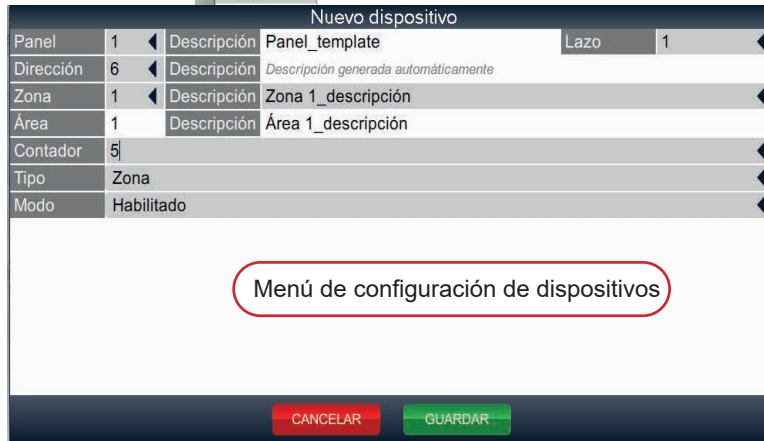 Nuevo dispositivo
Panel 1 Descripción Panel_template Lazo 1
Dirección 6 Descripción Descripción generada automáticamente
Zona 1 Descripción Zona 1_descripción
Área 1 Descripción Área 1_descripción
Contador 5
Tipo Zona
Modo Habilitado
Menú de configuración de dispositivos
CANCELAR GUARDAR